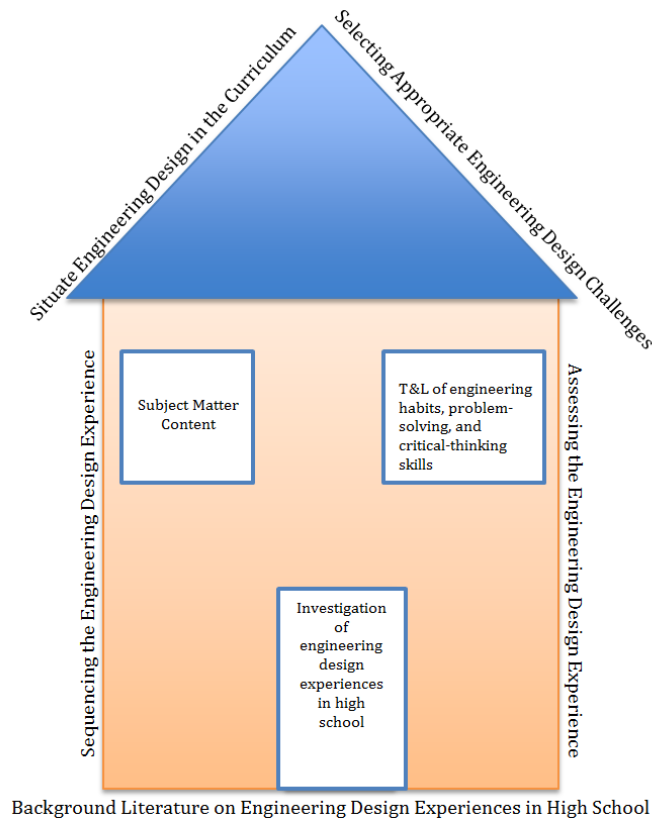 Situate Engineering Design in the Curriculum
Selecting Appropriate Engineering Design Challenges
Sequencing the Engineering Design Experience
Subject Matter
Content
T&L of engineering
habits, problem-
solving, and
critical-thinking
skills
Assessing the Engineering Design Experience
Investigation
of
engineering
design
experiences
in high
school
Background Literature on Engineering Design Experiences in High School